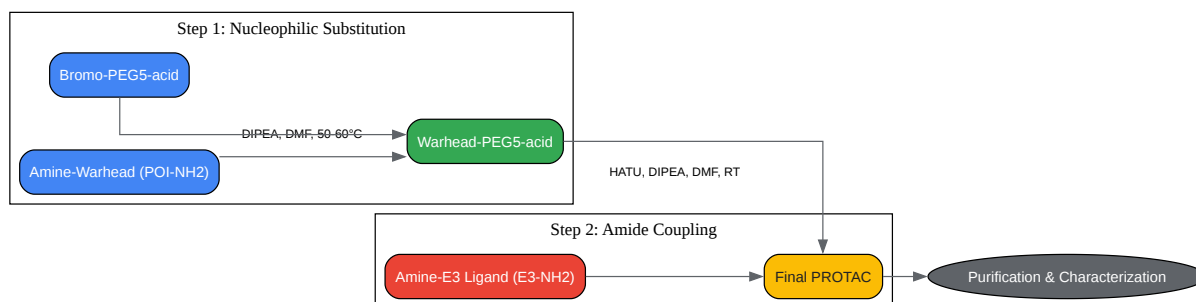 Step 1: Nucleophilic Substitution
Bromo-PEG5-acid
DIPEA, DMF, 50-60°C
Warhead-PEG5-acid
Amine-Warhead (POI-NH2)
HATU, DIPEA, DMF, RT
Step 2: Amide Coupling
Amine-E3 Ligand (E3-NH2)
Final PROTAC
Purification & Characterization